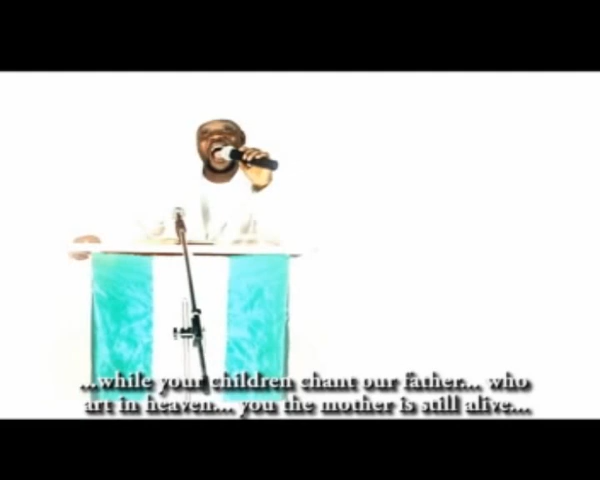 ...while your children chant our father... who
art in heaven... you the mother is still alive...